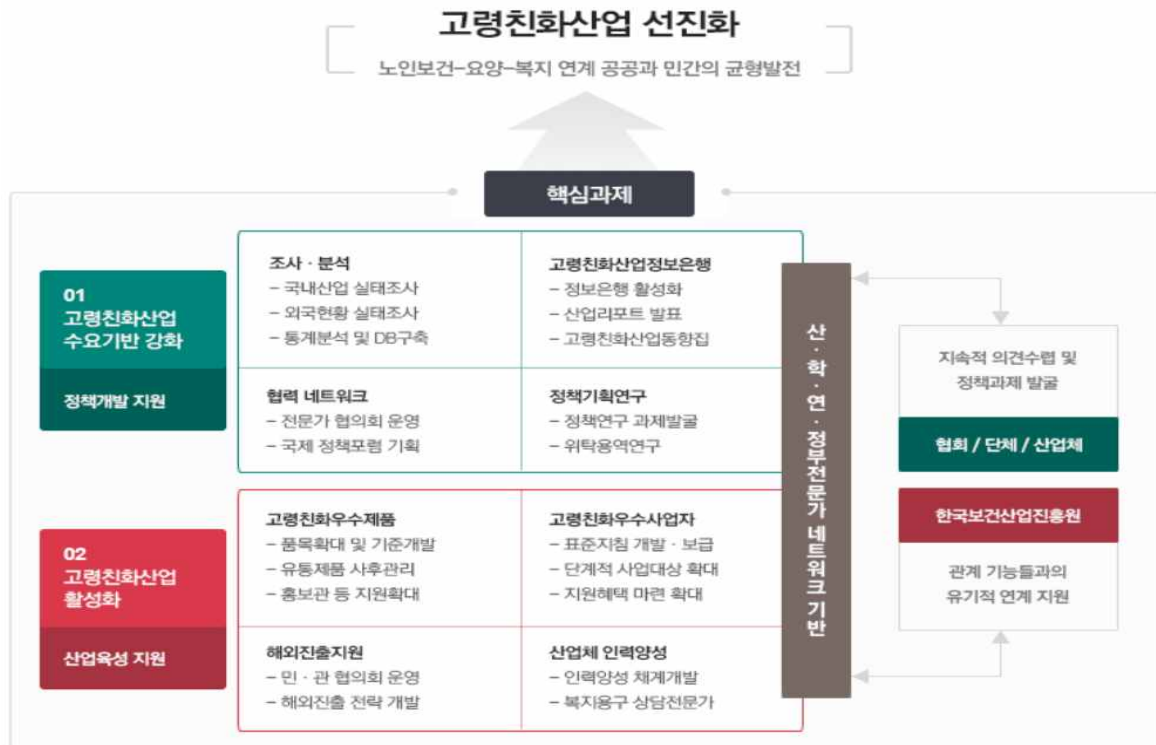 고령친화산업 선진화
노인보건-요양-복지 연계 공공과 민간의 균형발전
핵심과제
01
고령친화산업
수요기반 강화
정책개발 지원
조사 · 분석
- 국내산업 실태조사
- 외국현황 실태조사
- 통계분석 및 DB구축
고령친화산업정보은행
- 정보은행 활성화
- 산업리포트 발표
- 고령친화산업동향집
협력 네트워크
- 전문가 협의회 운영
- 국제 정책포럼 기획
정책기획연구
- 정책연구 과제발굴
- 위탁용역연구
02
고령친화산업
활성화
산업육성 지원
고령친화우수제품
- 품목확대 및 기준개발
- 유통제품 사후관리
- 홍보관 등 지원확대
고령친화우수사업자
- 표준지침 개발 · 보급
- 단계적 사업대상 확대
- 지원혜택 마련 확대
해외진출지원
- 민 · 관 협의회 운영
- 해외진출 전략 개발
산업체 인력양성
- 인력양성 채계개발
- 복지용구 상담전문가
산 · 학 · 연 · 정부전문가 네트워크 기반
지속적 의견수렴 및
정책과제 발굴
협회 / 단체 / 산업체
한국보건산업진흥원
관계 기능들과의
유기적 연계 지원